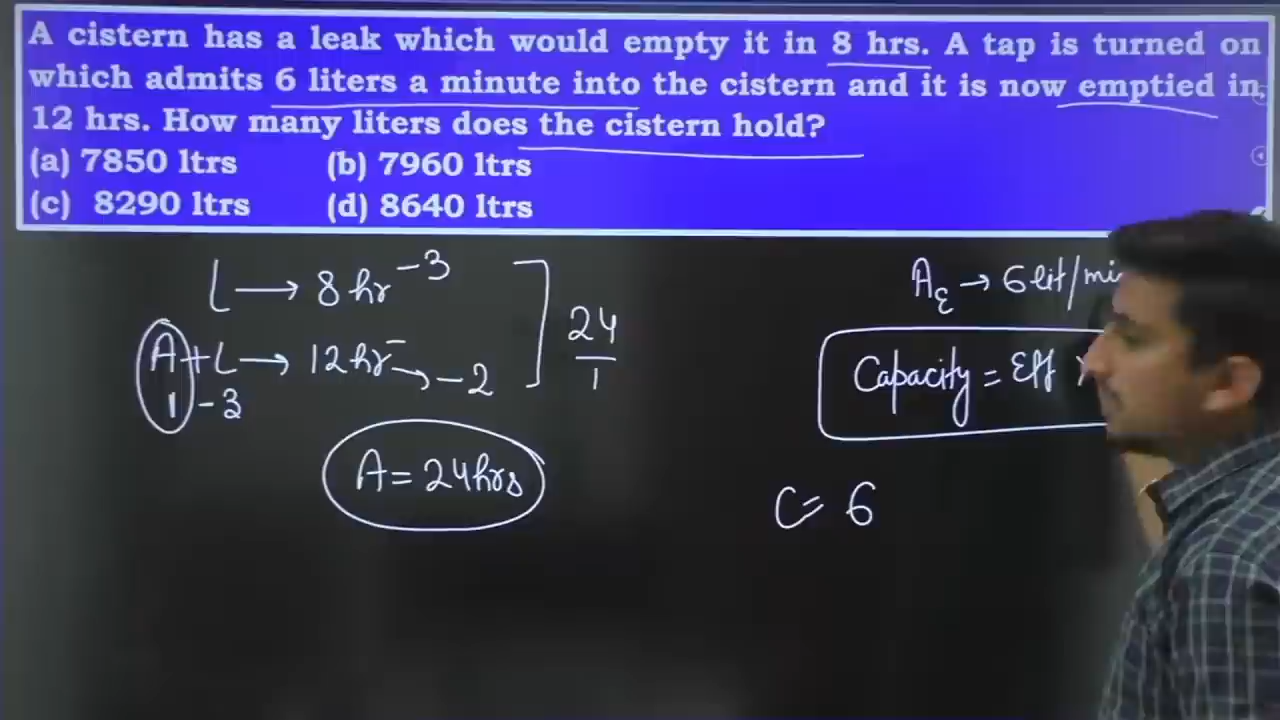 A cistern has a leak which would empty it in 8 hrs. A tap is turned on
which admits 6 liters a minute into the cistern and it is now emptied in
12 hrs. How many liters does the cistern hold?
(a) 7850 ltrs (b) 7960 ltrs
(c) 8290 ltrs (d) 8640 ltrs
L → 8 hr -3
A+L → 12 hr → -2
1 -3
24
1
A = 24hrs
AE → 6 lit/mi
Capacity = Eff
C = 6